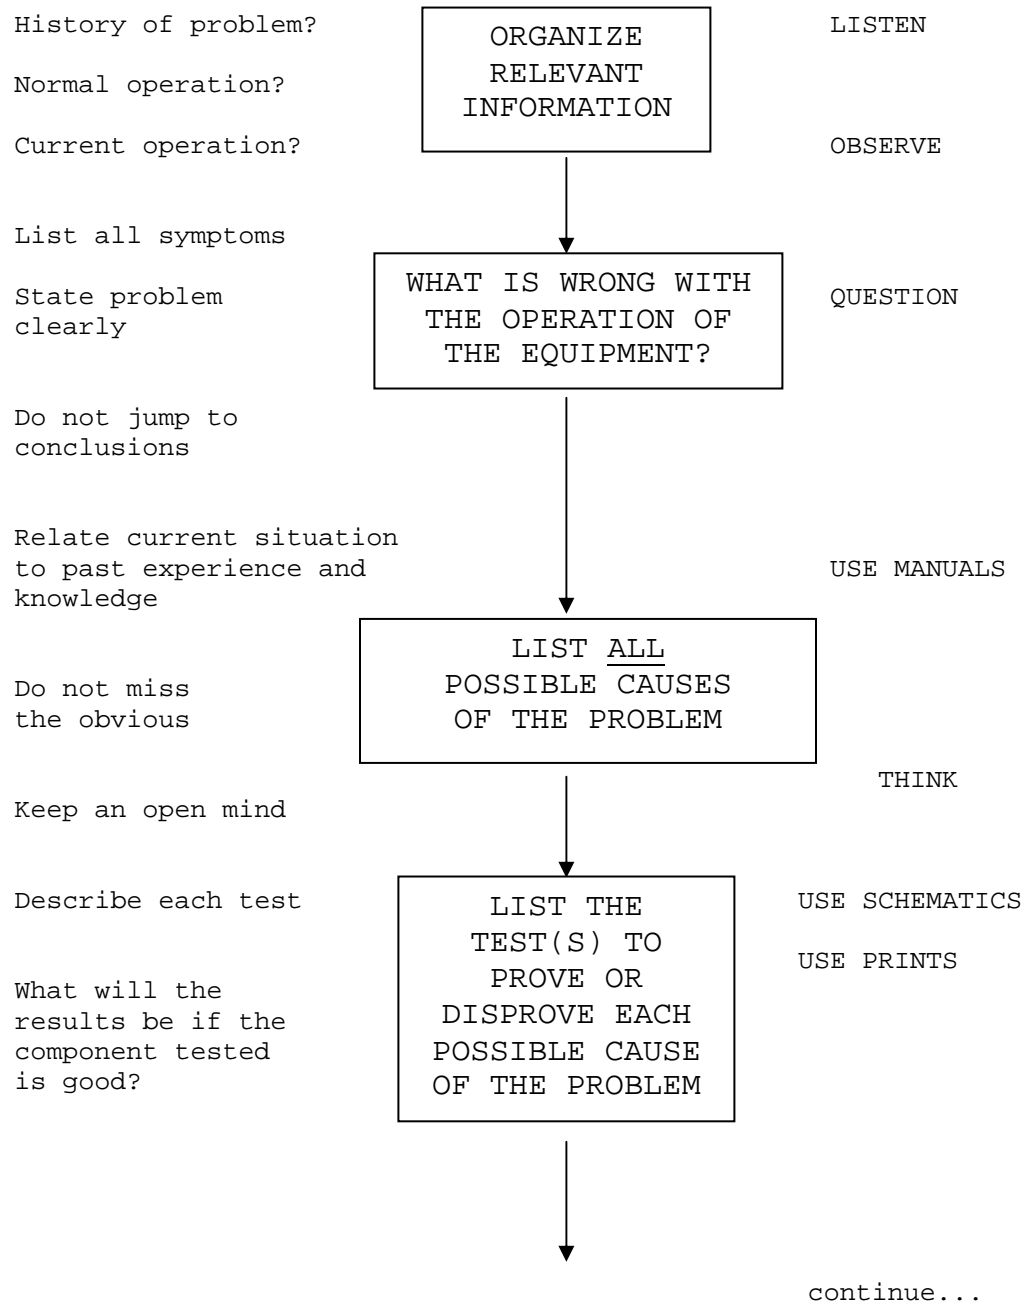 History of problem?
ORGANIZE
RELEVANT
INFORMATION
LISTEN
Normal operation?
Current operation?
OBSERVE
List all symptoms
WHAT IS WRONG WITH
THE OPERATION OF
THE EQUIPMENT?
State problem
clearly
QUESTION
Do not jump to
conclusions
Relate current situation
to past experience and
knowledge
USE MANUALS
LIST ALL
POSSIBLE CAUSES
OF THE PROBLEM
Do not miss
the obvious
THINK
Keep an open mind
Describe each test
LIST THE
TEST(S) TO
PROVE OR
DISPROVE EACH
POSSIBLE CAUSE
OF THE PROBLEM
USE SCHEMATICS
USE PRINTS
What will the
results be if the
component tested
is good?
continue...